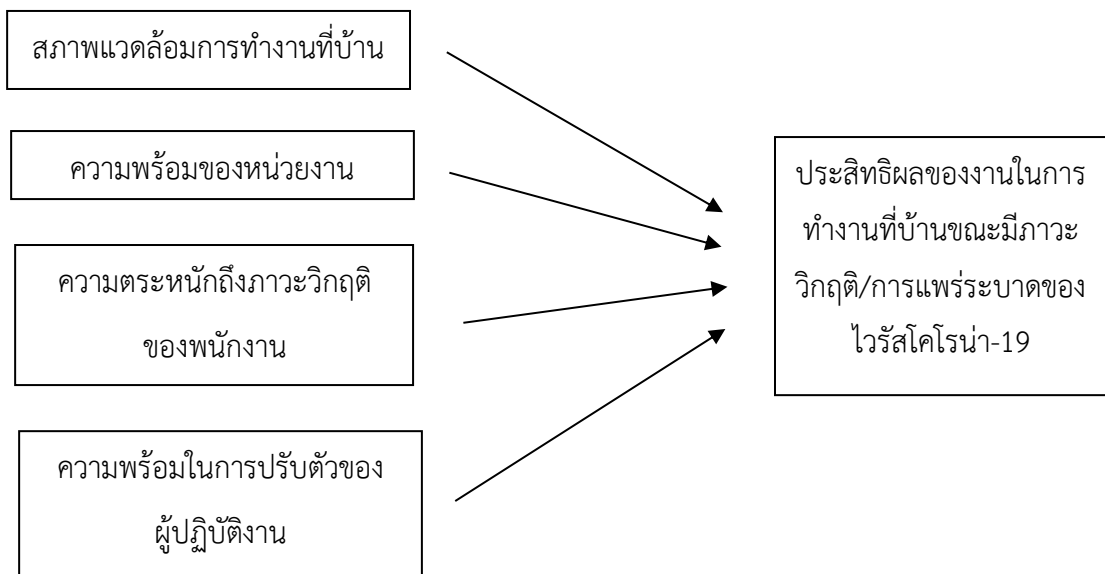 สภาพแวดล้อมการทำงานที่บ้าน
ความพร้อมของหน่วยงาน
ความตระหนักถึงภาวะวิกฤติ
ของพนักงาน
ความพร้อมในการปรับตัวของ
ผู้ปฏิบัติงาน
ประสิทธิผลของงานในการ
ทำงานที่บ้านขณะมีภาวะ
วิกฤติ/การแพร่ระบาดของ
ไวรัสโคโรน่า-19